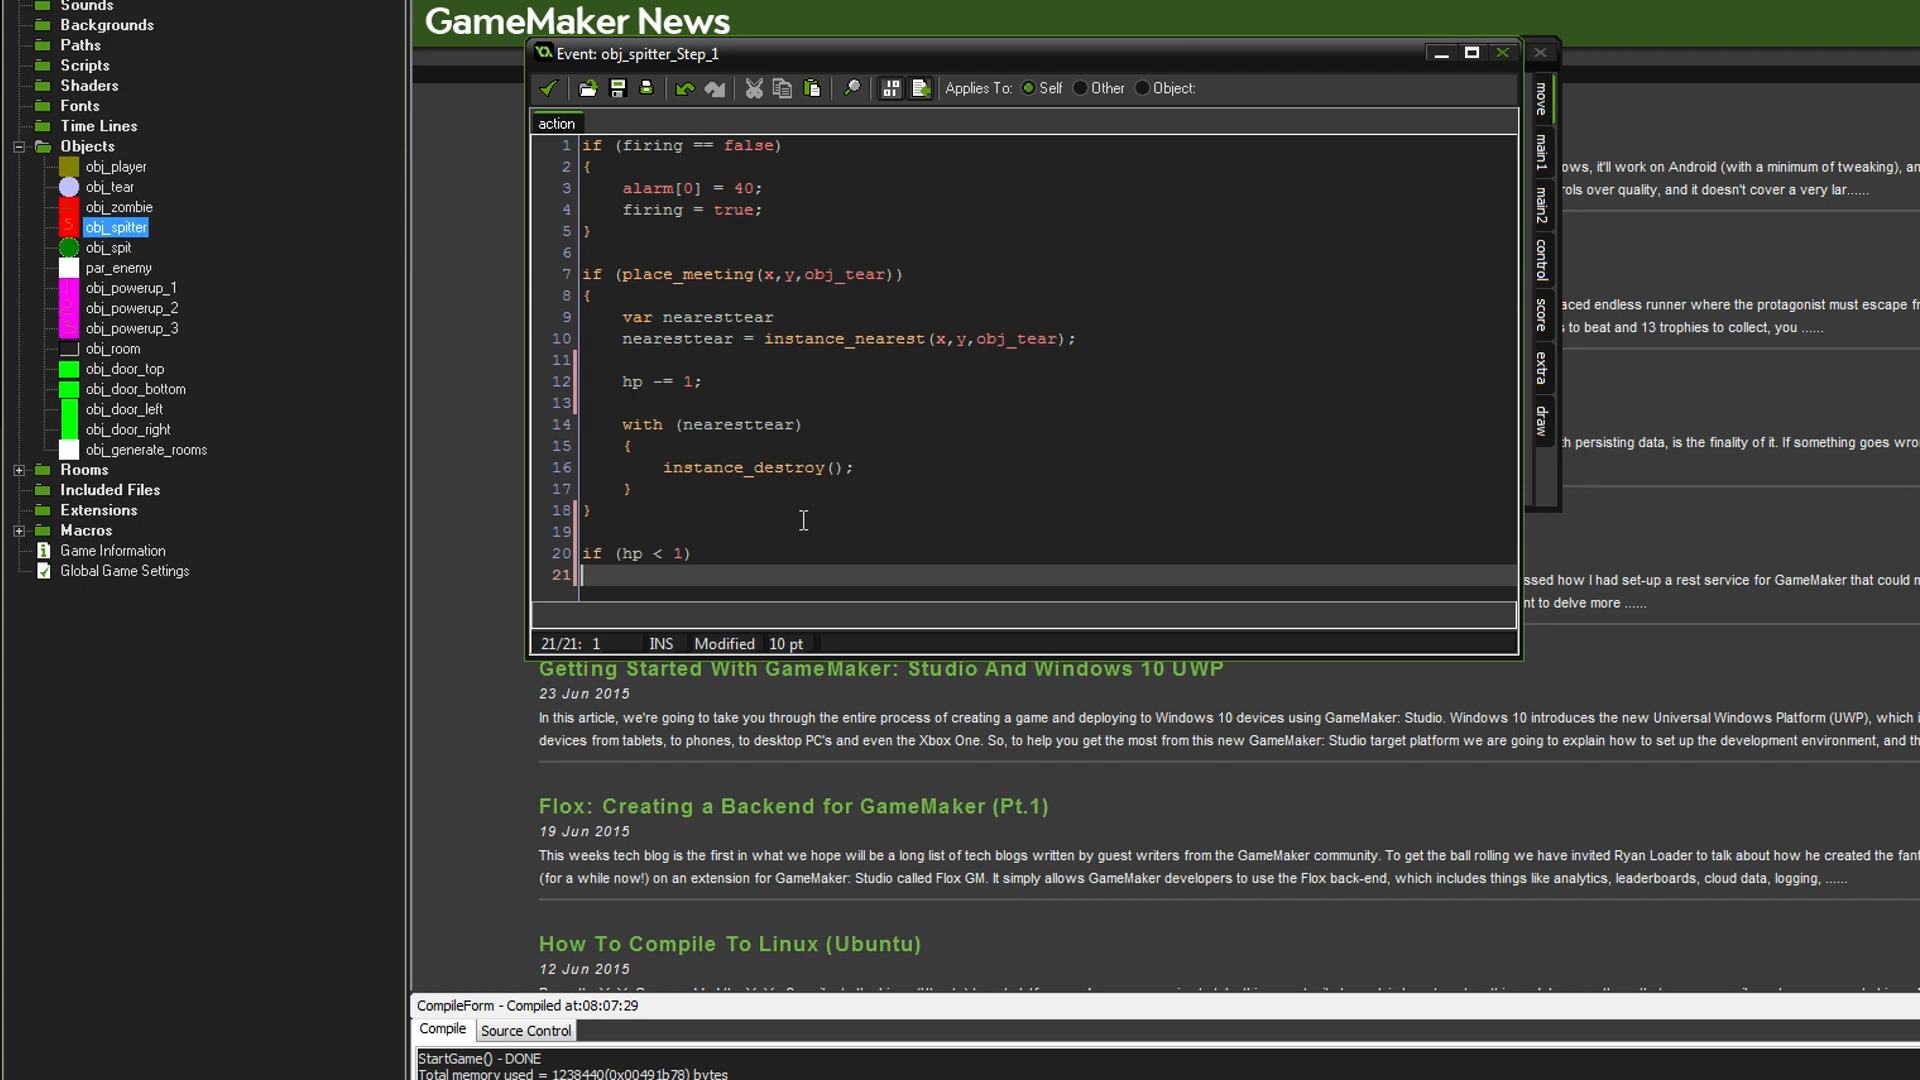 Sounds
Backgrounds
Paths
Scripts
Shaders
Fonts
Time Lines
Objects
obj_player
obj_tear
obj_zombie
obj_spitter
obj_spit
par_enemy
obj_powerup_1
obj_powerup_2
obj_powerup_3
obj_room
obj_door_top
obj_door_bottom
obj_door_left
obj_door_right
obj_generate_rooms
Rooms
Included Files
Extensions
Macros
Game Information
Global Game Settings
GameMaker News
Event: obj_spitter_Step_1
Applies To: Self Other Object:
action
1 if (firing == false)
2 {
3 alarm[0] = 40;
4 firing = true;
5 }
6
7 if (place_meeting(x,y,obj_tear))
8 {
9 var nearesttear
10 nearesttear = instance_nearest(x,y,obj_tear);
11
12 hp -= 1;
13
14 with (nearesttear)
15 {
16 instance_destroy();
17 }
18 }
19
20 if (hp < 1)
21
21/21: 1 INS Modified 10 pt
move
main1
main2
control
score
extra
draw
ows, it'll work on Android (with a minimum of tweaking), an
rols over quality, and it doesn't cover a very lar......
aced endless runner where the protagonist must escape fr
s to beat and 13 trophies to collect, you ......
h persisting data, is the finality of it. If something goes wro
ssed how I had set-up a rest service for GameMaker that could m
nt to delve more ......
Getting Started With GameMaker: Studio And Windows 10 UWP
23 Jun 2015
In this article, we're going to take you through the entire process of creating a game and deploying to Windows 10 devices using GameMaker: Studio. Windows 10 introduces the new Universal Windows Platform (UWP), which i
devices from tablets, to phones, to desktop PC's and even the Xbox One. So, to help you get the most from this new GameMaker: Studio target platform we are going to explain how to set up the development environment, and th
Flox: Creating a Backend for GameMaker (Pt.1)
19 Jun 2015
This weeks tech blog is the first in what we hope will be a long list of tech blogs written by guest writers from the GameMaker community. To get the ball rolling we have invited Ryan Loader to talk about how he created the fant
(for a while now!) on an extension for GameMaker: Studio called Flox GM. It simply allows GameMaker developers to use the Flox back-end, which includes things like analytics, leaderboards, cloud data, logging, ......
How To Compile To Linux (Ubuntu)
12 Jun 2015
CompileForm - Compiled at:08:07:29
Compile Source Control
StartGame() - DONE
Total memory used = 1238440(0x00491b78) bytes